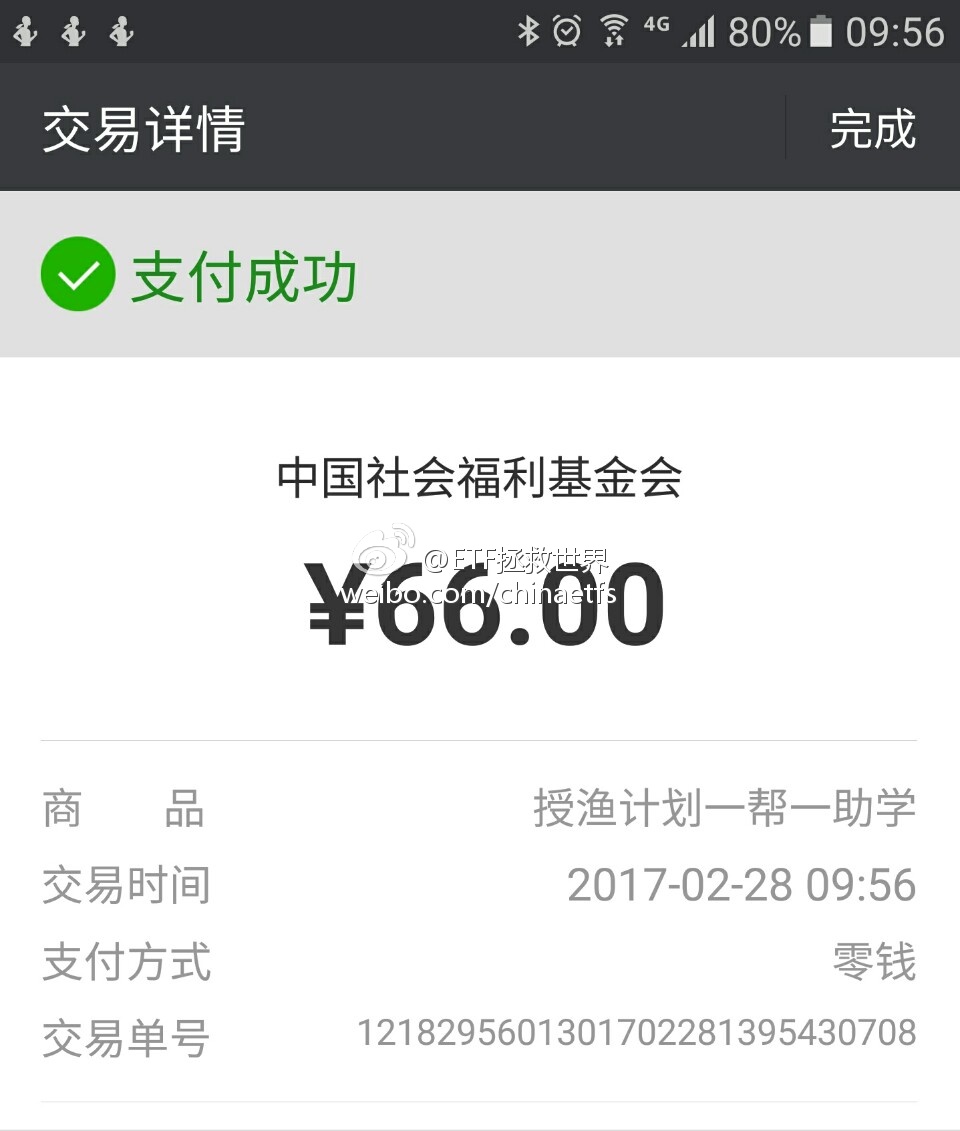 4G 80% 09:56
交易详情 完成
支付成功
中国社会福利基金会
@ETF拯救世界
¥66.00
weibo.com/chinaetfs
商 品 授渔计划一帮一助学
交易时间 2017-02-28 09:56
支付方式 零钱
交易单号 1218295601301702281395430708